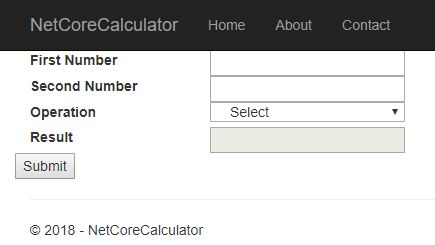 NetCoreCalculator Home About Contact
First Number
Second Number
Operation Select
Result
Submit
© 2018 - NetCoreCalculator